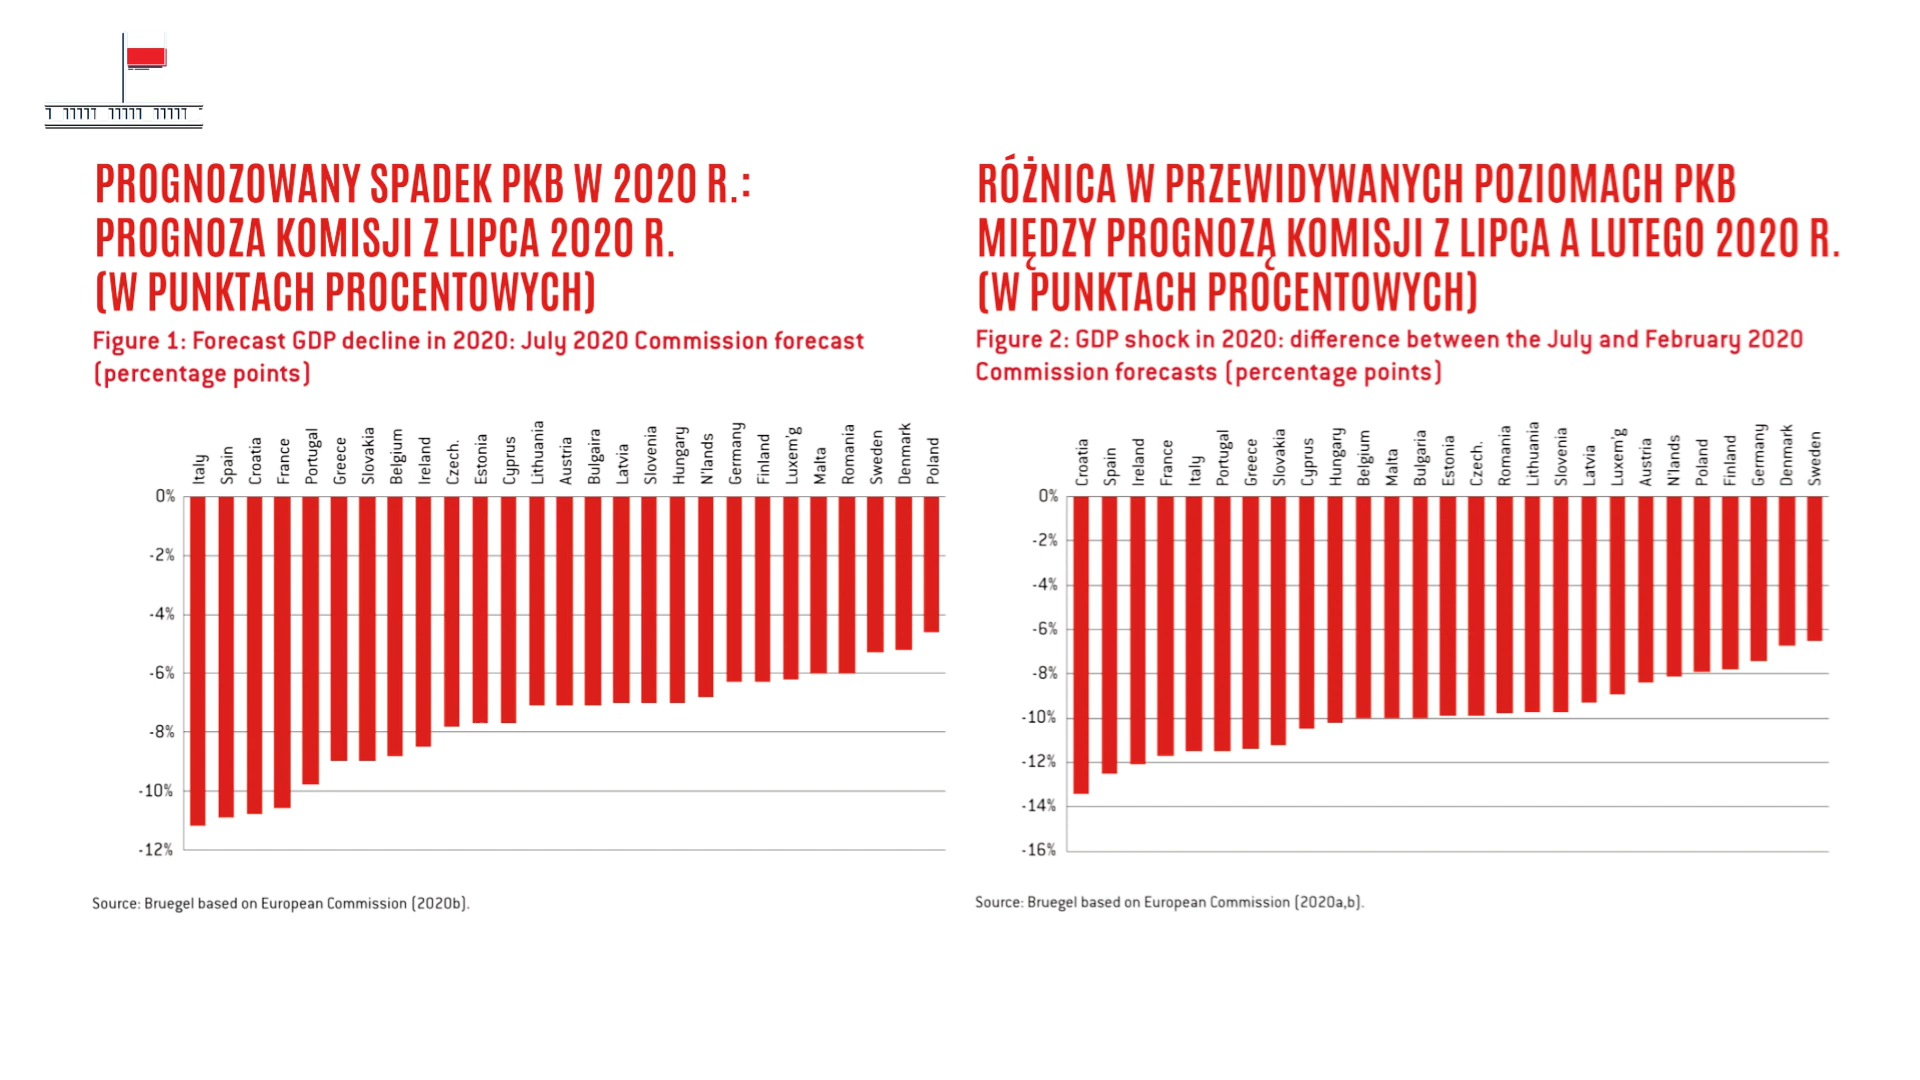 PROGNOZOWANY SPADEK PKB W 2020 R.:
PROGNOZA KOMISJI Z LIPCA 2020 R.
(W PUNKTACH PROCENTOWYCH)
Figure 1: Forecast GDP decline in 2020: July 2020 Commission forecast
(percentage points)
Italy
Spain
Croatia
France
Portugal
Greece
Slovakia
Belgium
Ireland
Czech.
Estonia
Cyprus
Lithuania
Austria
Bulgaira
Latvia
Slovenia
Hungary
N'lands
Germany
Finland
Luxem'g
Malta
Romania
Sweden
Denmark
Poland
0%
-2%
-4%
-6%
-8%
-10%
-12%
Source: Bruegel based on European Commission (2020b).
RÓŻNICA W PRZEWIDYWANYCH POZIOMACH PKB
MIĘDZY PROGNOZĄ KOMISJI Z LIPCA A LUTEGO 2020 R.
(W PUNKTACH PROCENTOWYCH)
Figure 2: GDP shock in 2020: difference between the July and February 2020
Commission forecasts (percentage points)
Croatia
Spain
Ireland
France
Italy
Portugal
Greece
Slovakia
Cyprus
Hungary
Belgium
Malta
Bulgaria
Estonia
Czech.
Romania
Lithuania
Slovenia
Latvia
Luxem'g
Austria
N'lands
Poland
Finland
Germany
Denmark
Sweden
0%
-2%
-4%
-6%
-8%
-10%
-12%
-14%
-16%
Source: Bruegel based on European Commission (2020a,b).